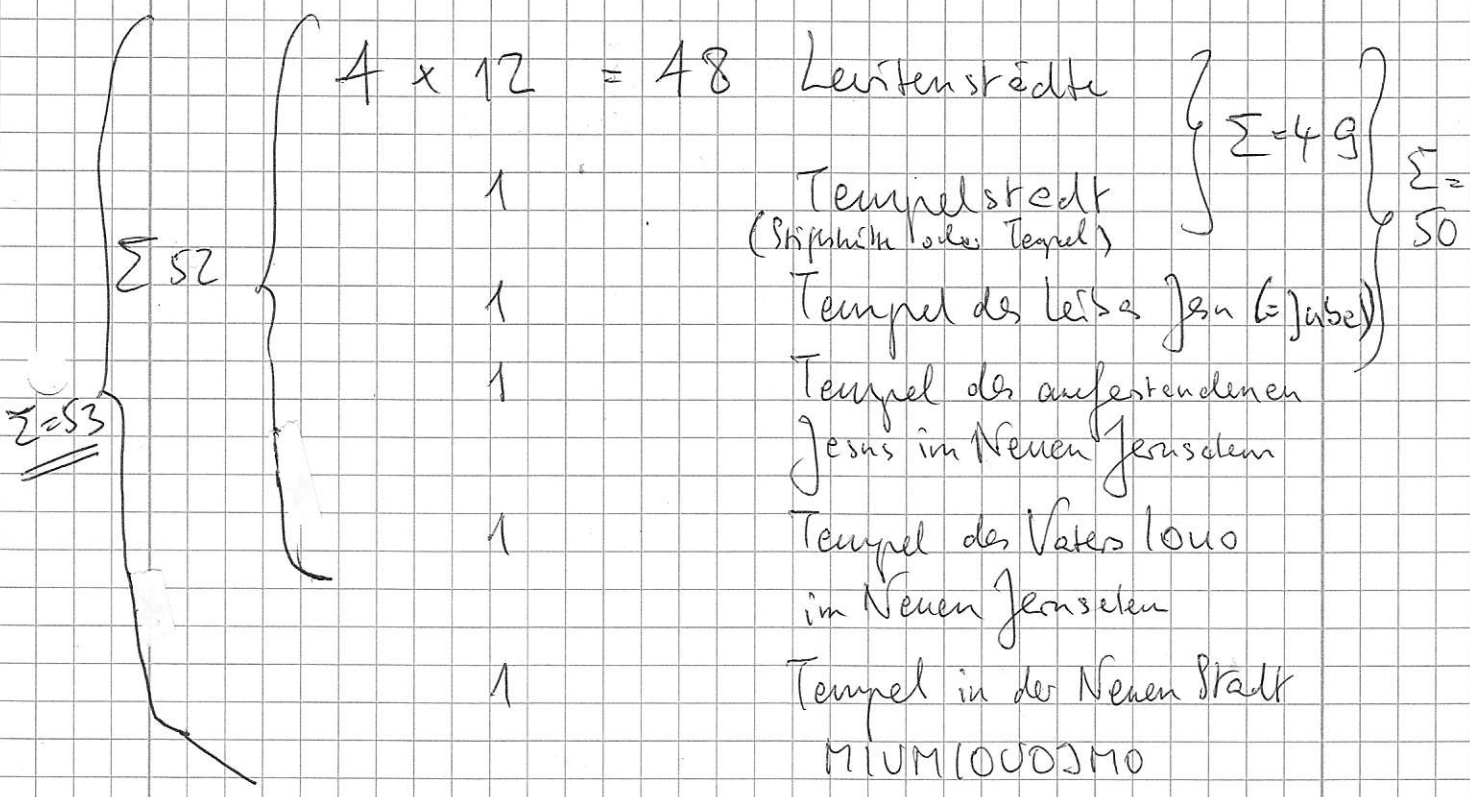 4 x 12 = 48 Levitenstädte
Σ=49
Σ=
50
1 Tempelstadt
(Stiftshütte oder Tempel)
Σ 52
1 Tempel des Leibes Jesu (=Jubel)
1 Tempel des auferstandenen
Jesus im Neuen Jerusalem
Σ=53
1 Tempel des Vaters IOUO
im Neuen Jerusalem
1 Tempel in der Neuen Stadt